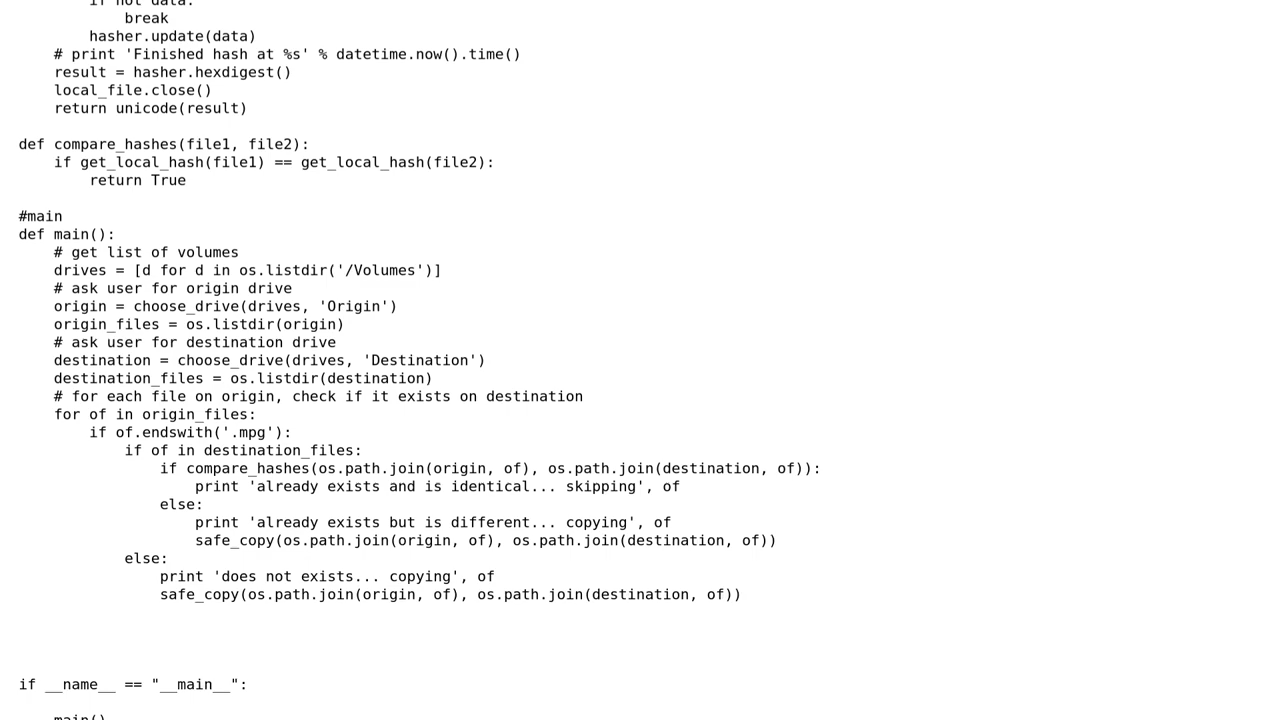 if not data:
break
hasher.update(data)
# print 'Finished hash at %s' % datetime.now().time()
result = hasher.hexdigest()
local_file.close()
return unicode(result)
def compare_hashes(file1, file2):
if get_local_hash(file1) == get_local_hash(file2):
return True
#main
def main():
# get list of volumes
drives = [d for d in os.listdir('/Volumes')]
# ask user for origin drive
origin = choose_drive(drives, 'Origin')
origin_files = os.listdir(origin)
# ask user for destination drive
destination = choose_drive(drives, 'Destination')
destination_files = os.listdir(destination)
# for each file on origin, check if it exists on destination
for of in origin_files:
if of.endswith('.mpg'):
if of in destination_files:
if compare_hashes(os.path.join(origin, of), os.path.join(destination, of)):
print 'already exists and is identical... skipping', of
else:
print 'already exists but is different... copying', of
safe_copy(os.path.join(origin, of), os.path.join(destination, of))
else:
print 'does not exists... copying', of
safe_copy(os.path.join(origin, of), os.path.join(destination, of))
if __name__ == "__main__":
main()